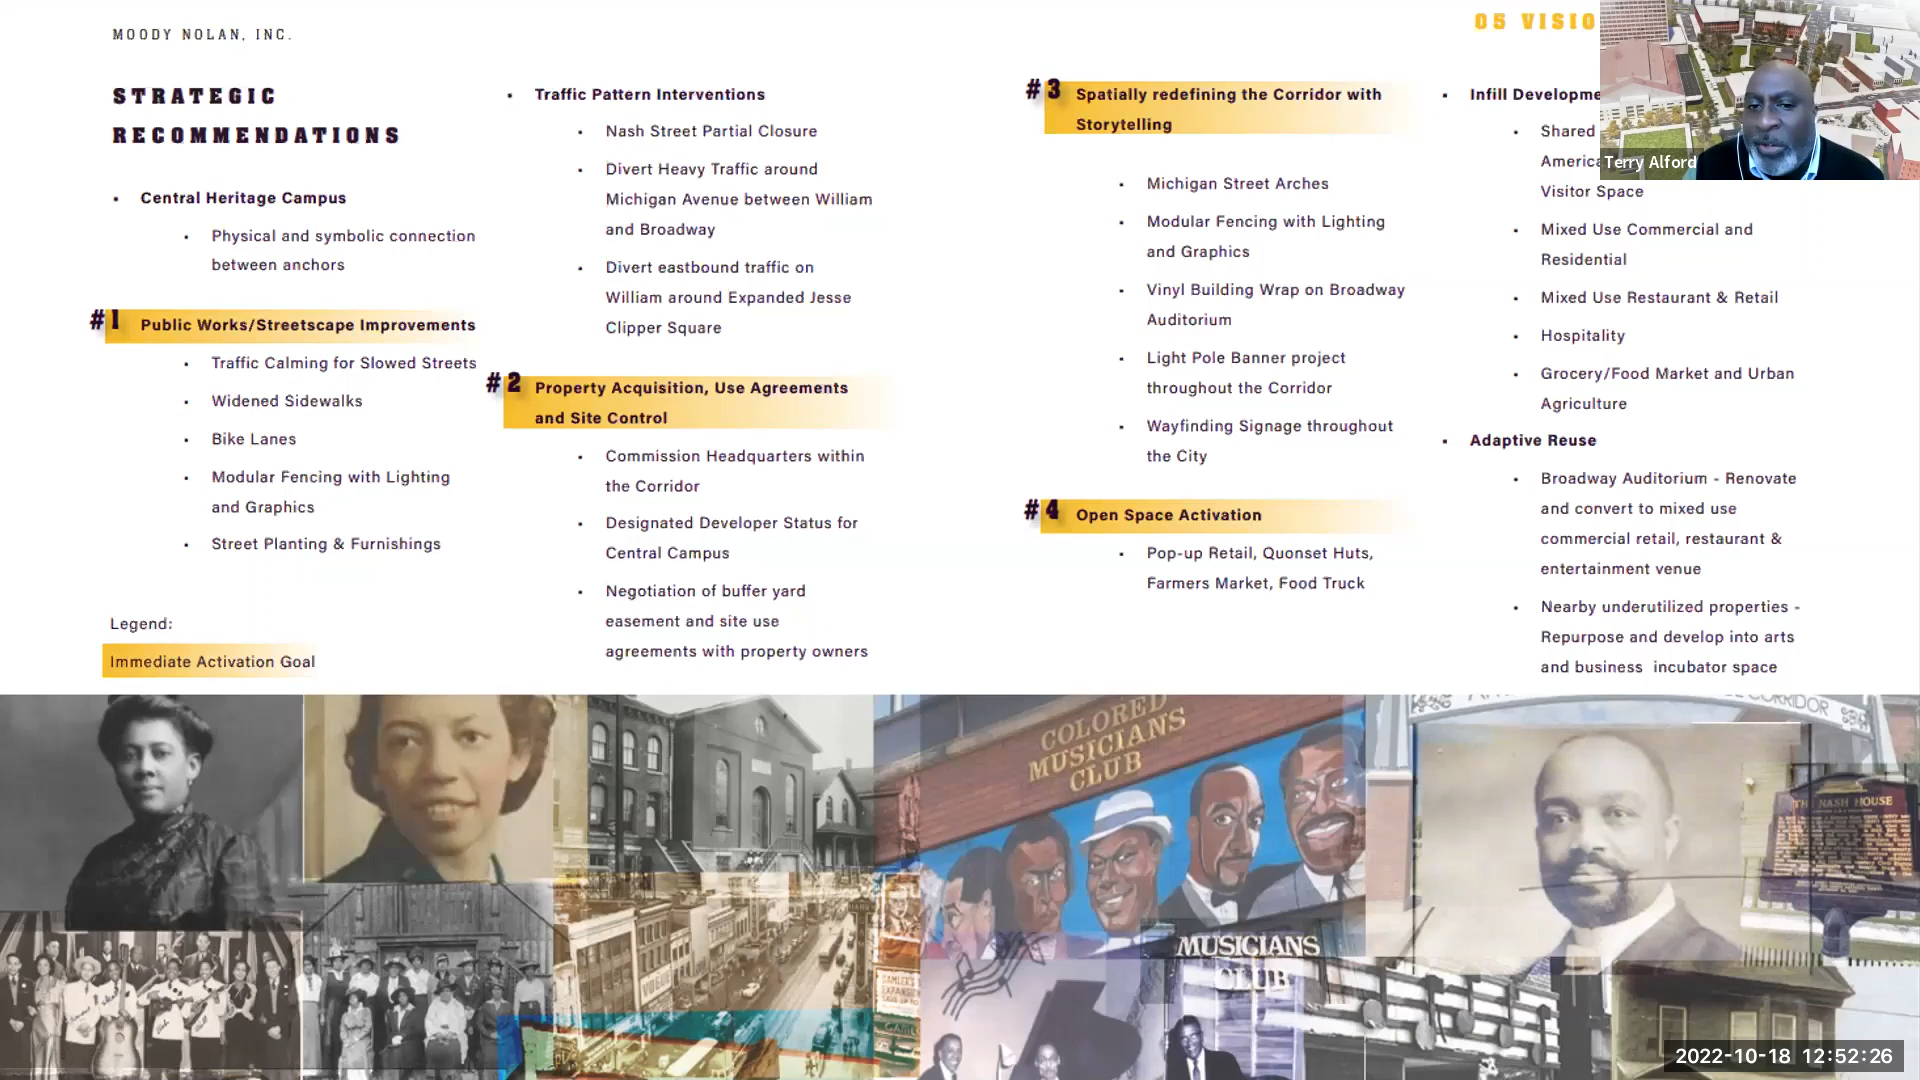 MOODY NOLAN, INC.
05 VISIO
STRATEGIC
RECOMMENDATIONS
Central Heritage Campus
Physical and symbolic connection
between anchors
#1 Public Works/Streetscape Improvements
Traffic Calming for Slowed Streets
Widened Sidewalks
Bike Lanes
Modular Fencing with Lighting
and Graphics
Street Planting & Furnishings
Legend:
Immediate Activation Goal
Traffic Pattern Interventions
Nash Street Partial Closure
Divert Heavy Traffic around
Michigan Avenue between William
and Broadway
Divert eastbound traffic on
William around Expanded Jesse
Clipper Square
#2 Property Acquisition, Use Agreements
and Site Control
Commission Headquarters within
the Corridor
Designated Developer Status for
Central Campus
Negotiation of buffer yard
easement and site use
agreements with property owners
#3 Spatially redefining the Corridor with
Storytelling
Michigan Street Arches
Modular Fencing with Lighting
and Graphics
Vinyl Building Wrap on Broadway
Auditorium
Light Pole Banner project
throughout the Corridor
Wayfinding Signage throughout
the City
#4 Open Space Activation
Pop-up Retail, Quonset Huts,
Farmers Market, Food Truck
Infill Developme
Shared
America
Visitor Space
Mixed Use Commercial and
Residential
Mixed Use Restaurant & Retail
Hospitality
Grocery/Food Market and Urban
Agriculture
Adaptive Reuse
Broadway Auditorium - Renovate
and convert to mixed use
commercial retail, restaurant &
entertainment venue
Nearby underutilized properties -
Repurpose and develop into arts
and business incubator space
Terry Alford
COLORED
MUSICIANS
CLUB
MUSICIANS
CLUB
CORRIDOR
THE NASH HOUSE
VOGUE
2022-10-18 12:52:26